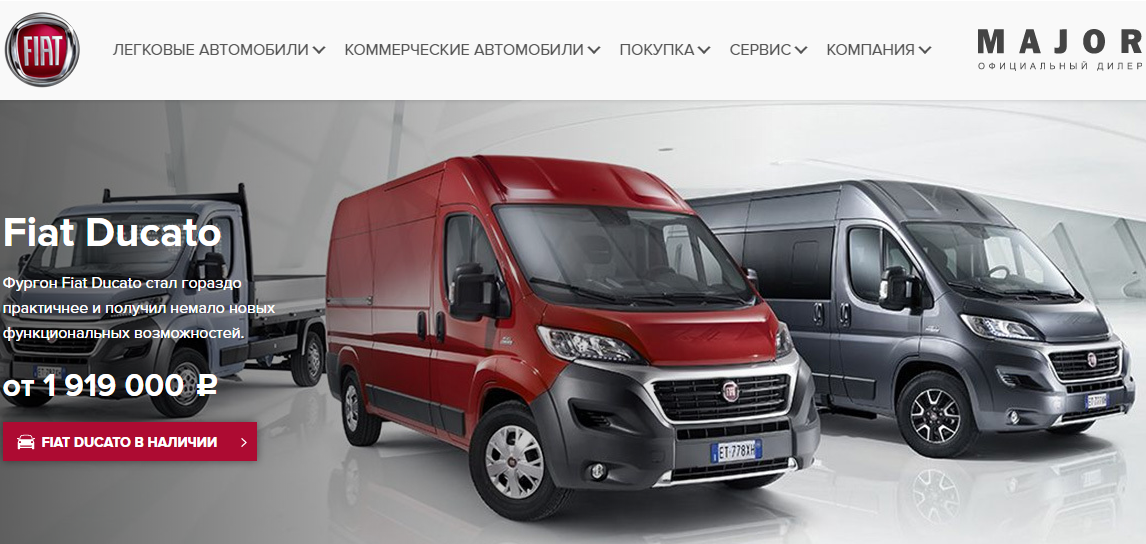 FIAT
ЛЕГКОВЫЕ АВТОМОБИЛИ
КОММЕРЧЕСКИЕ АВТОМОБИЛИ
ПОКУПКА
СЕРВИС
КОМПАНИЯ
MAJOR
ОФИЦИАЛЬНЫЙ ДИЛЕР
Fiat Ducato
Фургон Fiat Ducato стал гораздо
практичнее и получил немало новых
функциональных возможностей.
от 1 919 000 ₽
FIAT DUCATO В НАЛИЧИИ
FIAT
ET·778XH